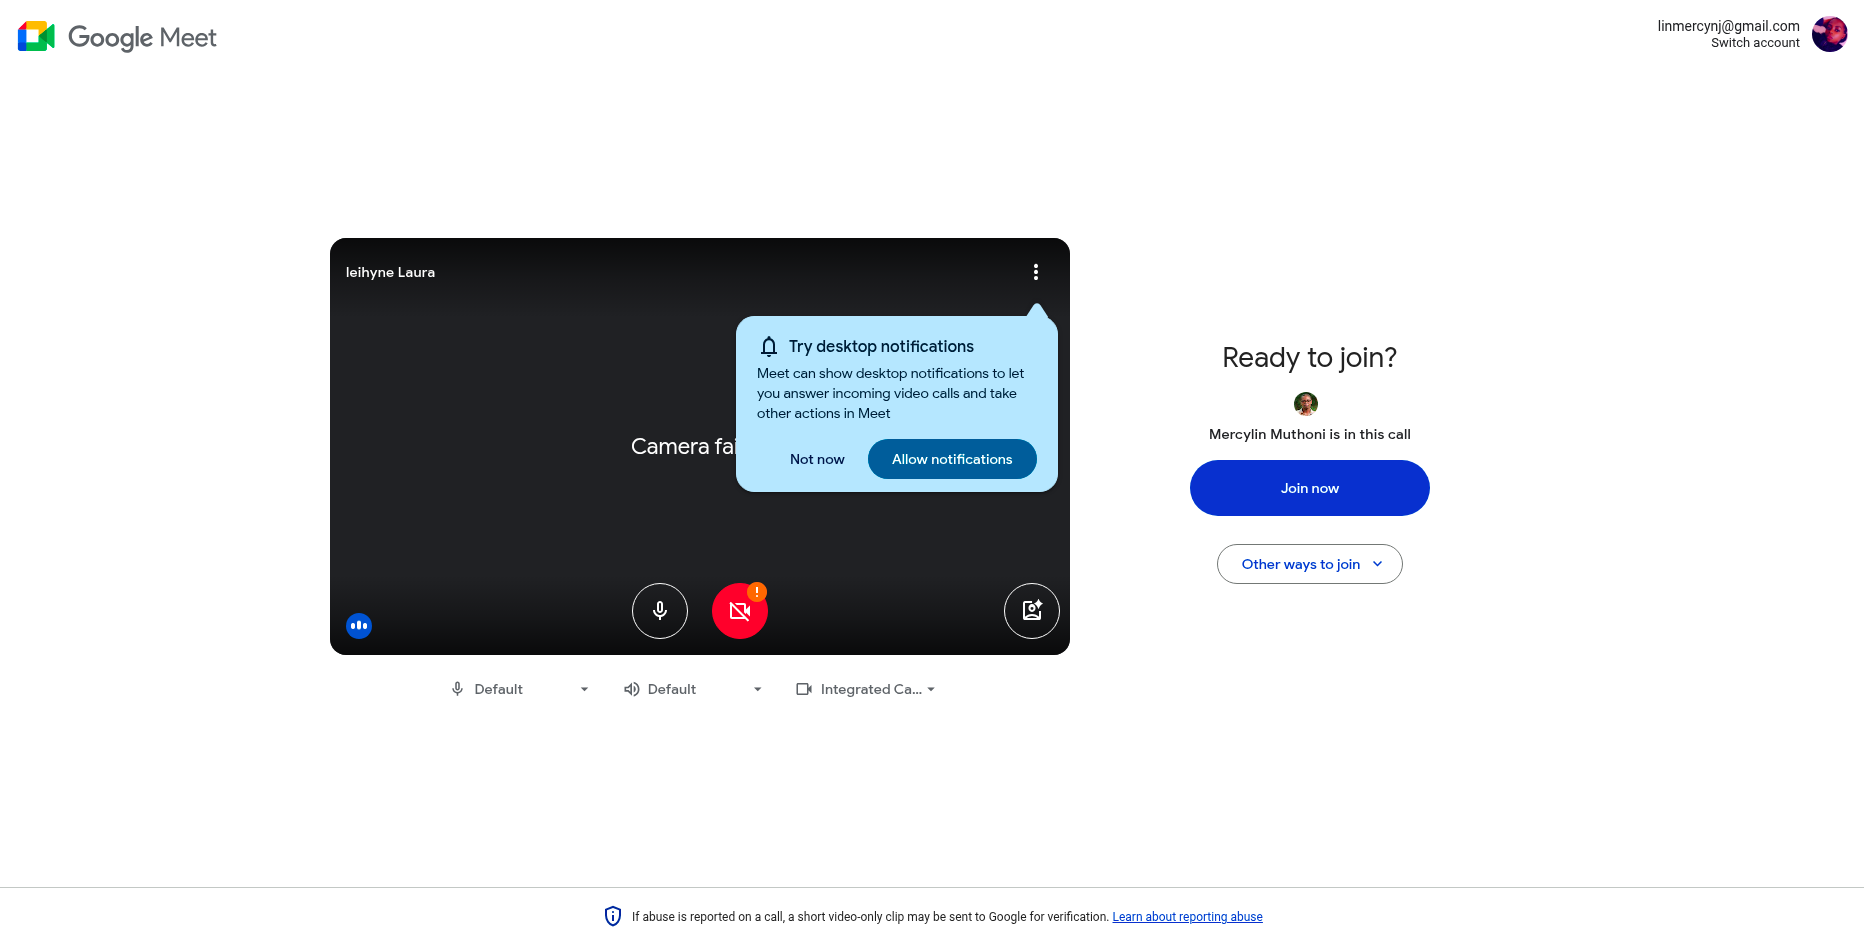 Google Meet
linmercynj@gmail.com
Switch account
leihyne Laura
Try desktop notifications
Meet can show desktop notifications to let
you answer incoming video calls and take
other actions in Meet
Camera fai
Not now
Allow notifications
Ready to join?
Mercylin Muthoni is in this call
Join now
Other ways to join
Default
Default
Integrated Ca...
If abuse is reported on a call, a short video-only clip may be sent to Google for verification. Learn about reporting abuse